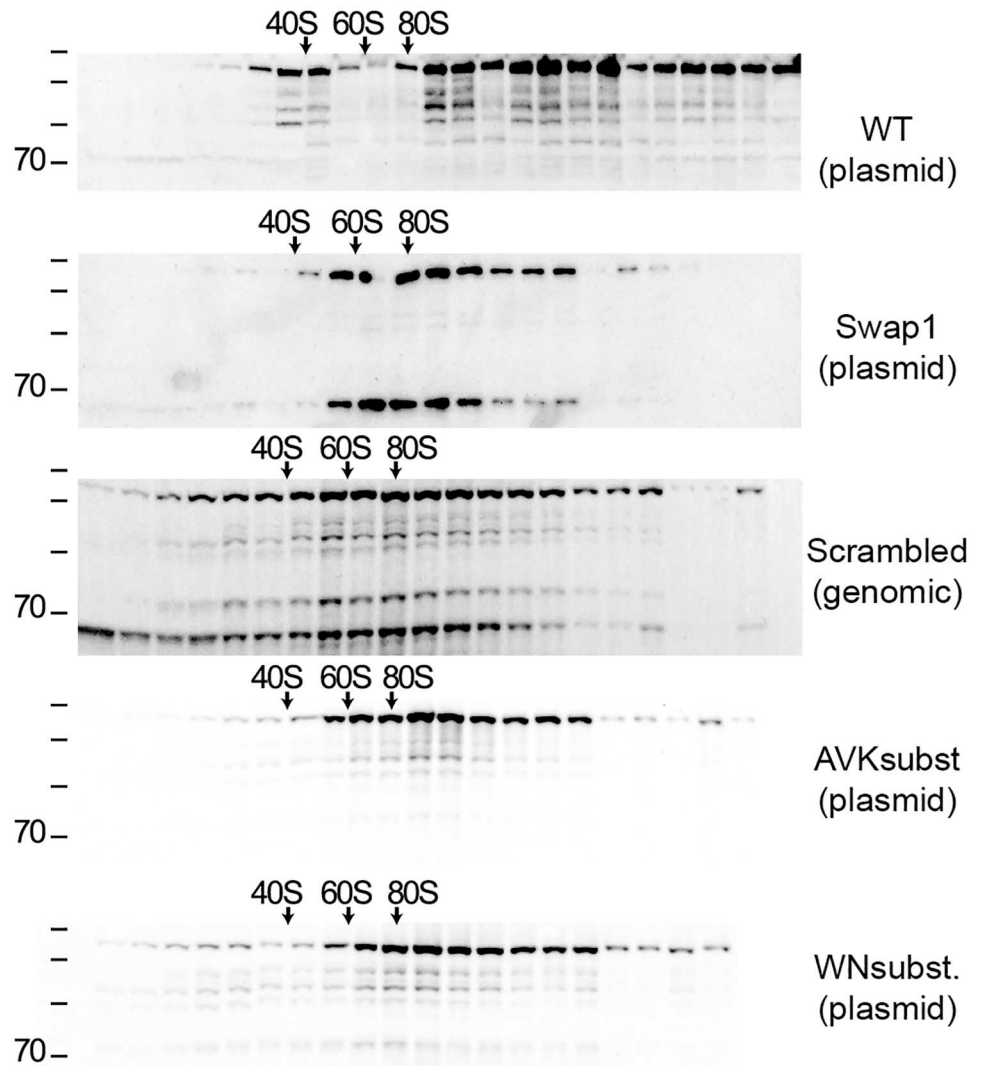 40S 60S 80S
70
WT
(plasmid)
40S 60S 80S
70
Swap1
(plasmid)
40S 60S 80S
70
Scrambled
(genomic)
40S 60S 80S
70
AVKsubst
(plasmid)
40S 60S 80S
70
WNsubst.
(plasmid)